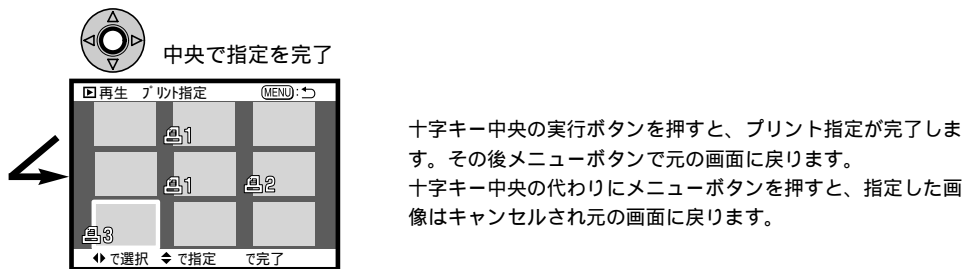 中央で指定を完了
再生 プリント指定 MENU:
1
1 2
3
で選択 で指定 で完了
十字キー中央の実行ボタンを押すと、プリント指定が完了しま
す。その後メニューボタンで元の画面に戻ります。
十字キー中央の代わりにメニューボタンを押すと、指定した画
像はキャンセルされ元の画面に戻ります。